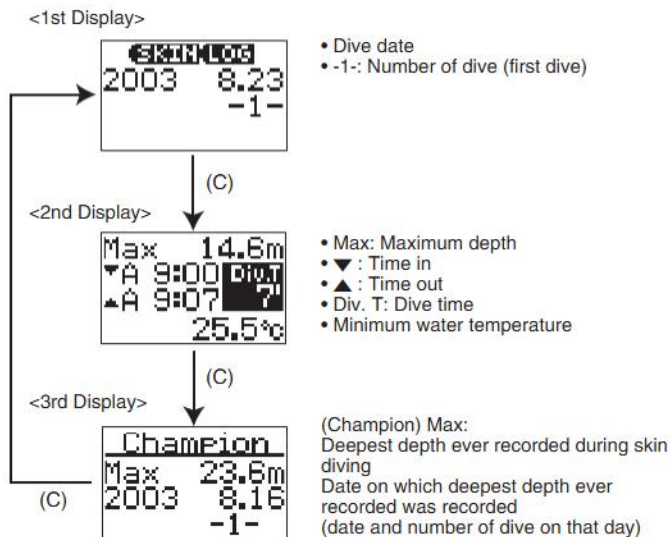 <1st Display>
SKIN LOG
2003 8.23
-1-
• Dive date
• -1-: Number of dive (first dive)
(C)
<2nd Display>
Max 14.6m
▼A 9:00 Div.T
▲A 9:07 7'
25.5℃
• Max: Maximum depth
• ▼ : Time in
• ▲ : Time out
• Div. T: Dive time
• Minimum water temperature
(C)
<3rd Display>
Champion
Max 23.6m
2003 8.16
-1-
(C)
(Champion) Max:
Deepest depth ever recorded during skin
diving
Date on which deepest depth ever
recorded was recorded
(date and number of dive on that day)